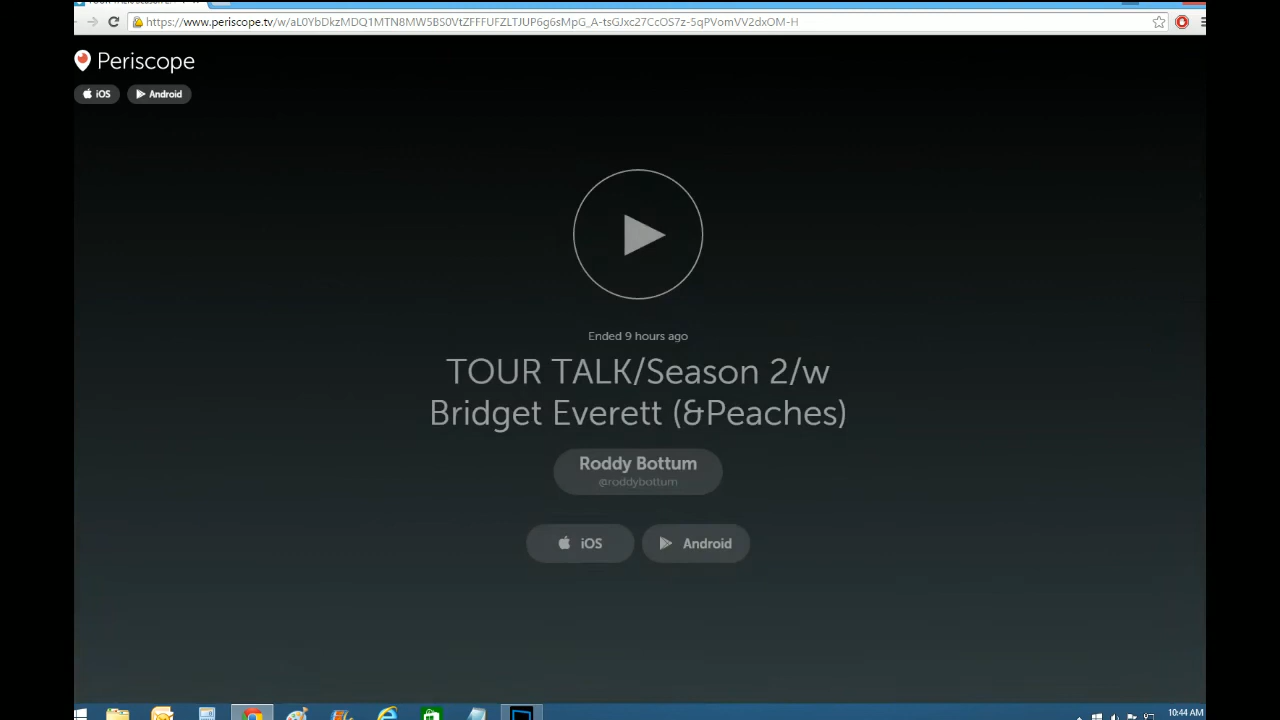 https://www.periscope.tv/w/aL0YbDkzMDQ1MTN8MW5BS0VtZFFFUFZLTJUP6g6sMpG_A-tsGJxc27CcOS7z-5qPVomVV2dxOM-H
Periscope
iOS Android
Ended 9 hours ago
TOUR TALK/Season 2/w
Bridget Everett (&Peaches)
Roddy Bottum
@roddybottum
iOS Android
10:44 AM